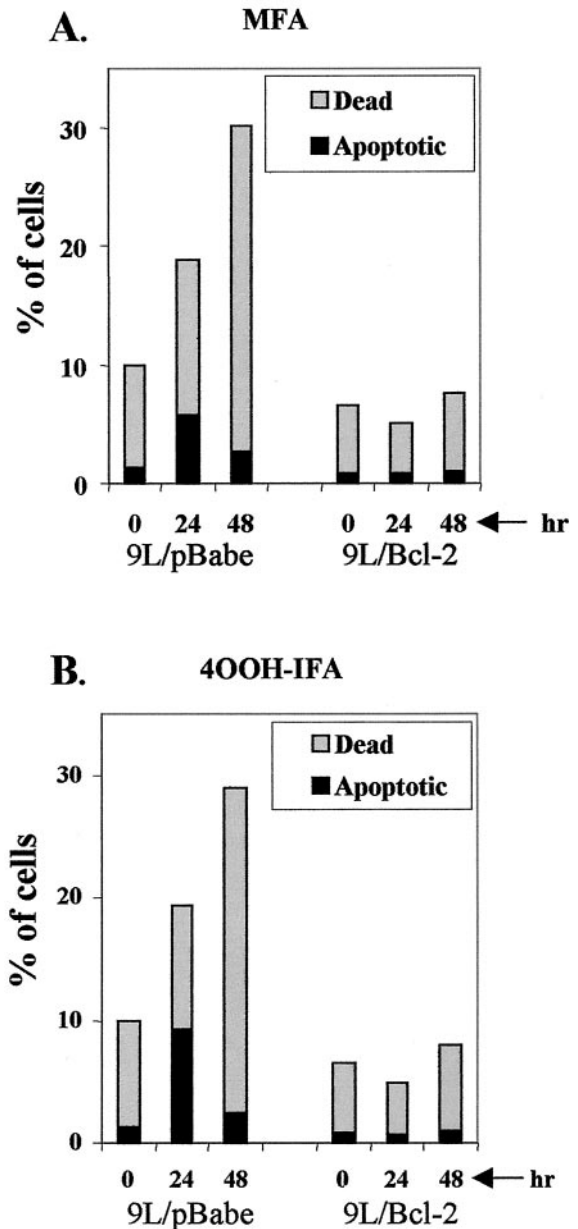 A.
MFA
Dead
Apoptotic
% of cells
30
20
10
0
0 24 48 0 24 48 hr
9L/pBabe 9L/Bcl-2
B.
4OOH-IFA
Dead
Apoptotic
% of cells
30
20
10
0
0 24 48 0 24 48 hr
9L/pBabe 9L/Bcl-2